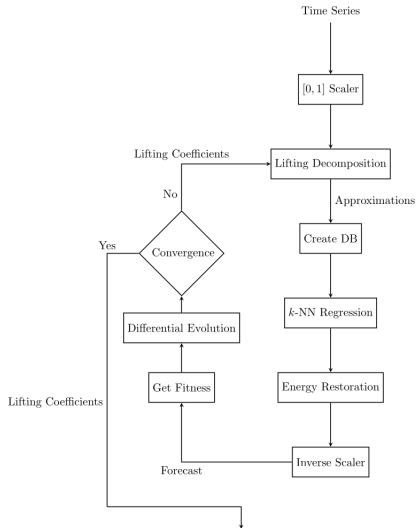 Time Series
[0, 1] Scaler
Lifting Coefficients
Lifting Decomposition
No
Approximations
Yes
Convergence
Create DB
k-NN Regression
Differential Evolution
Get Fitness
Energy Restoration
Lifting Coefficients
Inverse Scaler
Forecast